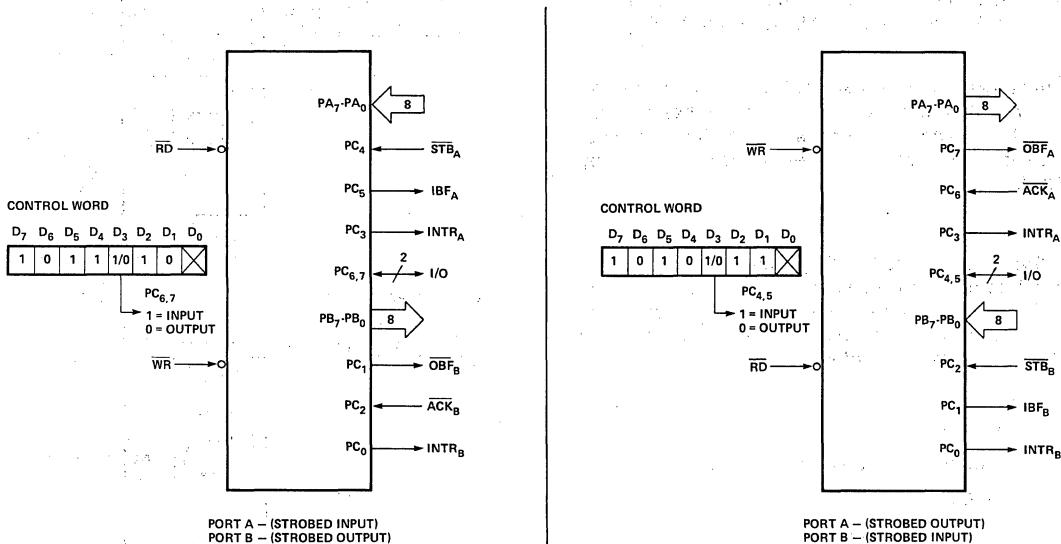 PA7-PA0
8
RD
PC4
STBA
PC5
IBFA
CONTROL WORD
D7 D6 D5 D4 D3 D2 D1 D0
1 0 1 1 1/0 1 0
PC3
INTRA
PC6,7
2
I/O
PC6,7
1 = INPUT
0 = OUTPUT
PB7-PB0
8
WR
PC1
OBFB
PC2
ACKB
PC0
INTRB
PORT A – (STROBED INPUT)
PORT B – (STROBED OUTPUT)
PA7-PA0
8
WR
PC7
OBFA
PC6
ACKA
CONTROL WORD
D7 D6 D5 D4 D3 D2 D1 D0
1 0 1 0 1/0 1 1
PC3
INTRA
PC4,5
2
I/O
PC4,5
1 = INPUT
0 = OUTPUT
PB7-PB0
8
RD
PC2
STBB
PC1
IBFB
PC0
INTRB
PORT A – (STROBED OUTPUT)
PORT B – (STROBED INPUT)